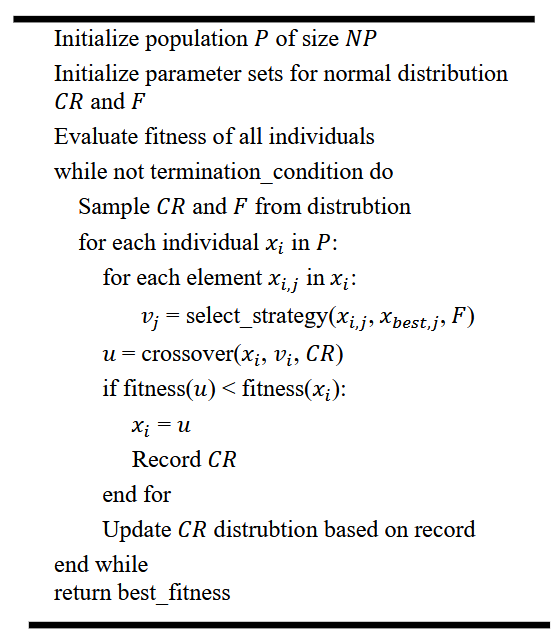 Initialize population P of size NP
Initialize parameter sets for normal distribution
CR and F
Evaluate fitness of all individuals
while not termination_condition do
Sample CR and F from distrubtion
for each individual x_i in P:
for each element x_{i,j} in x_i:
v_j = select_strategy(x_{i,j}, x_{best,j}, F)
u = crossover(x_i, v_i, CR)
if fitness(u) < fitness(x_i):
x_i = u
Record CR
end for
Update CR distrubtion based on record
end while
return best_fitness